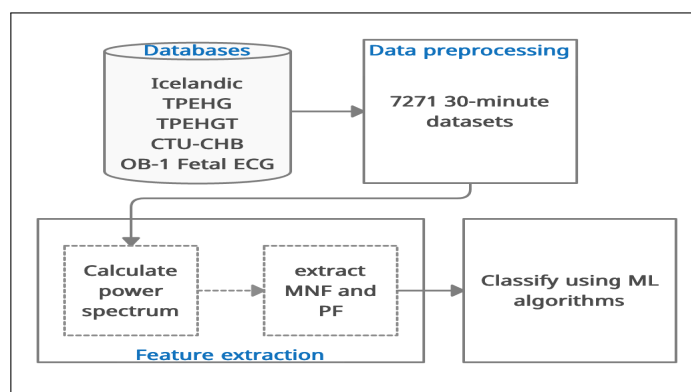 Databases
Icelandic
TPEHG
TPEHGT
CTU-CHB
OB-1 Fetal ECG
Data preprocessing
7271 30-minute
datasets
Calculate
power
spectrum
extract
MNF and
PF
Feature extraction
Classify using ML
algorithms